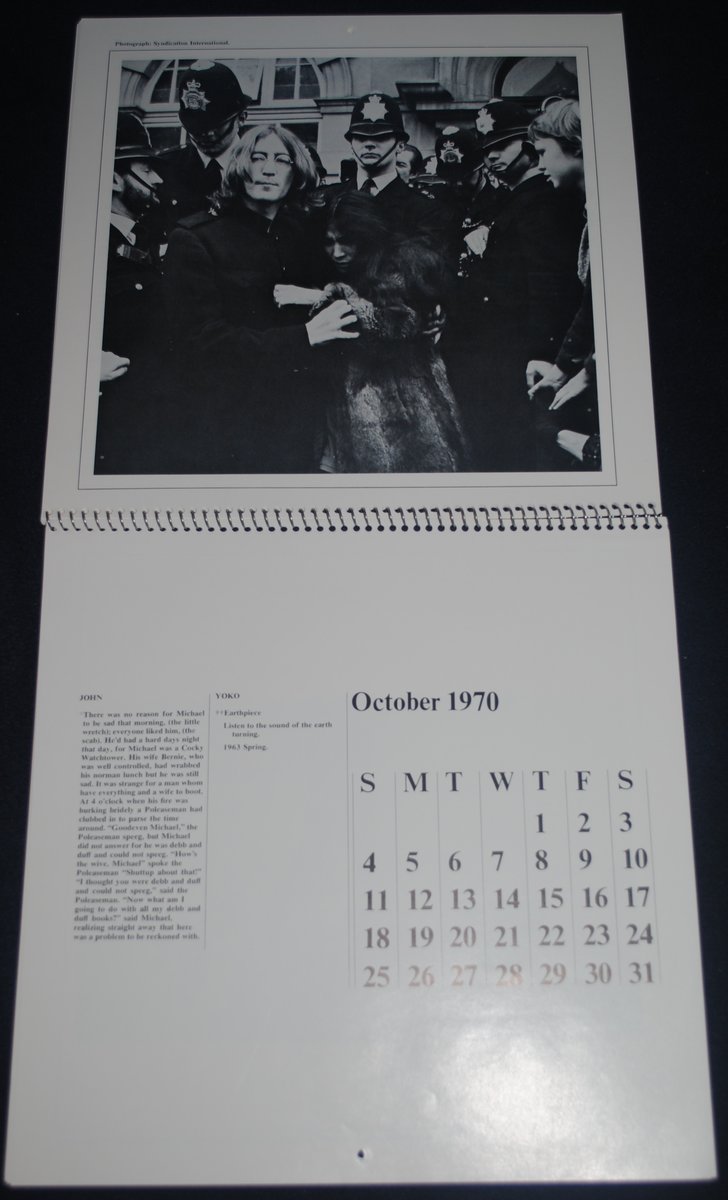 Photograph: Syndication International.
JOHN
There was no reason for Michael
to be sad that morning, (the little
wretch); everyone liked him, (the
scab). He'd had a hard days night
that day, for Michael was a Cocky
Watchtower. His wife Bernie, who
was well controlled, had wrabbed
his norman lunch but he was still
sad. It was strange for a man whom
have everything and a wife to boot.
At 4 o'clock when his fire was
burking bridely a Poleaseman had
clubbed in to parse the time
around. "Goodeven Michael," the
Poleaseman speeg, but Michael
did not answer for he was debb and
duff and could not speeg. "How's
the wive, Michael" spoke the
Poleaseman "Shuttup about that!"
"I thought you were debb and duff
and could not speeg," said the
Poleaseman. "Now what am I
going to do with all my debb and
duff books?" said Michael,
realizing straight away that here
was a problem to be reckoned with.
YOKO
**Earthpiece
Listen to the sound of the earth
turning.
1963 Spring.
October 1970
S M T W T F S
1 2 3
4 5 6 7 8 9 10
11 12 13 14 15 16 17
18 19 20 21 22 23 24
25 26 27 28 29 30 31